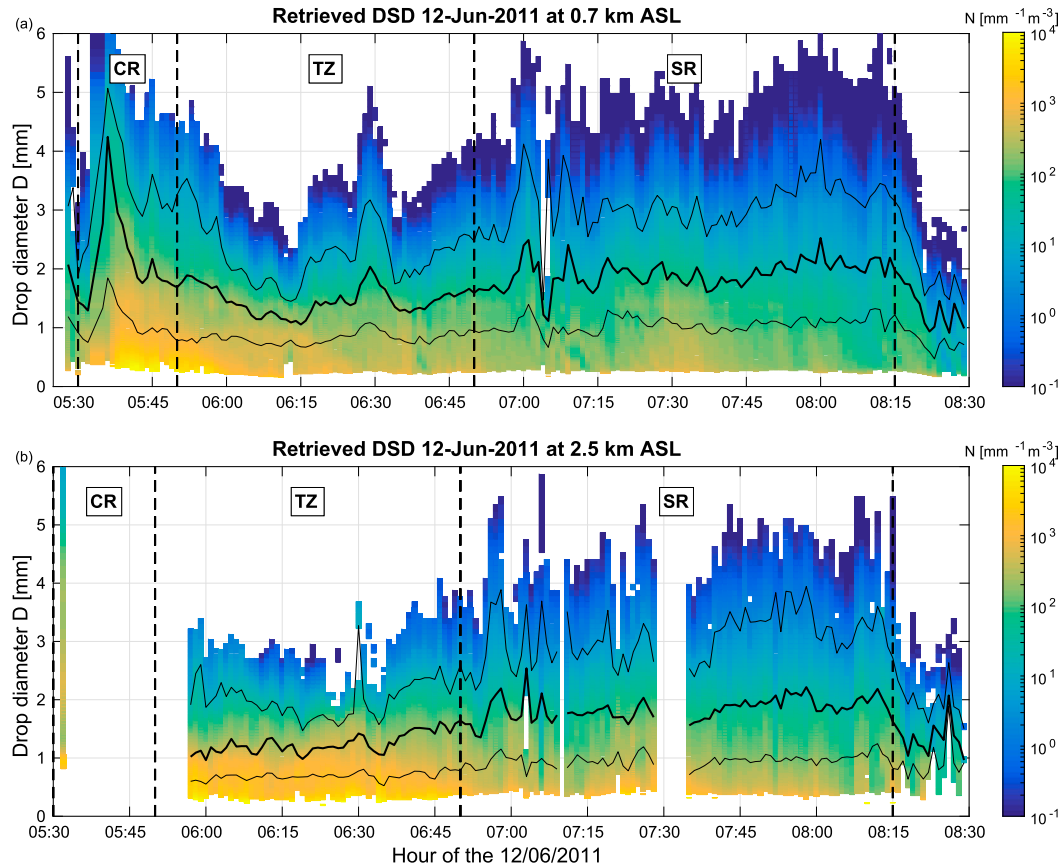 (a)
Retrieved DSD 12-Jun-2011 at 0.7 km ASL
N [mm⁻¹m⁻³]
CR
TZ
SR
Drop diameter D [mm]
6
5
4
3
2
1
0
05:30 05:45 06:00 06:15 06:30 06:45 07:00 07:15 07:30 07:45 08:00 08:15 08:30
10⁴
10³
10²
10¹
10⁰
10⁻¹
(b)
Retrieved DSD 12-Jun-2011 at 2.5 km ASL
N [mm⁻¹m⁻³]
CR
TZ
SR
Drop diameter D [mm]
6
5
4
3
2
1
0
05:30 05:45 06:00 06:15 06:30 06:45 07:00 07:15 07:30 07:45 08:00 08:15 08:30
10⁴
10³
10²
10¹
10⁰
10⁻¹
Hour of the 12/06/2011